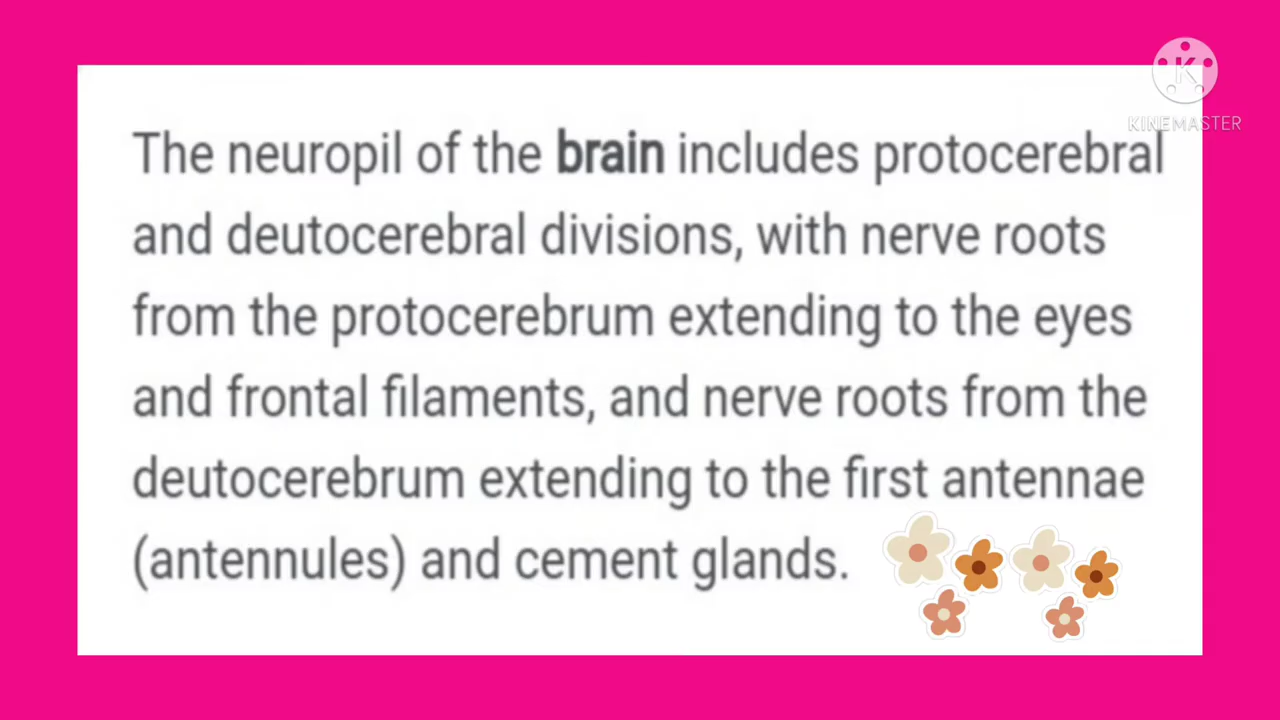 KINEMASTER
The neuropil of the brain includes protocerebral
and deutocerebral divisions, with nerve roots
from the protocerebrum extending to the eyes
and frontal filaments, and nerve roots from the
deutocerebrum extending to the first antennae
(antennules) and cement glands.